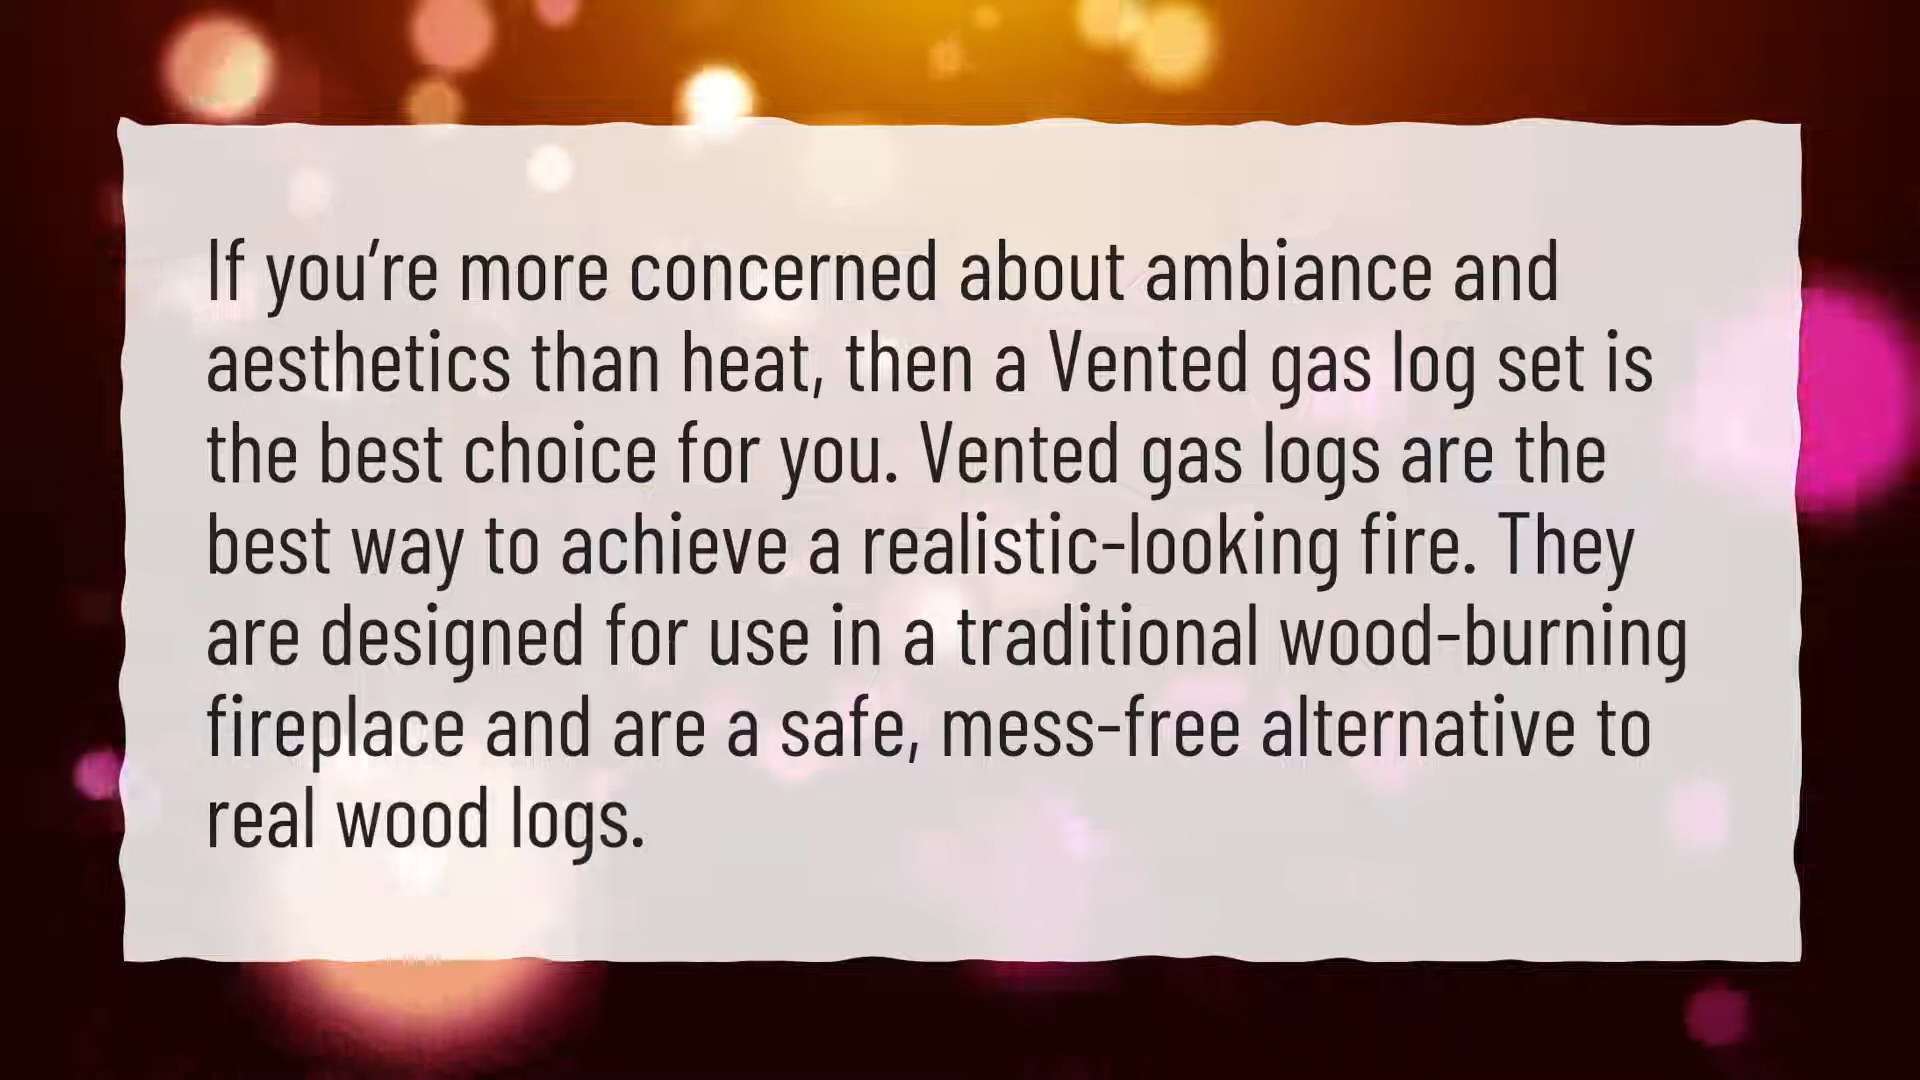 If you’re more concerned about ambiance and
aesthetics than heat, then a Vented gas log set is
the best choice for you. Vented gas logs are the
best way to achieve a realistic-looking fire. They
are designed for use in a traditional wood-burning
fireplace and are a safe, mess-free alternative to
real wood logs.